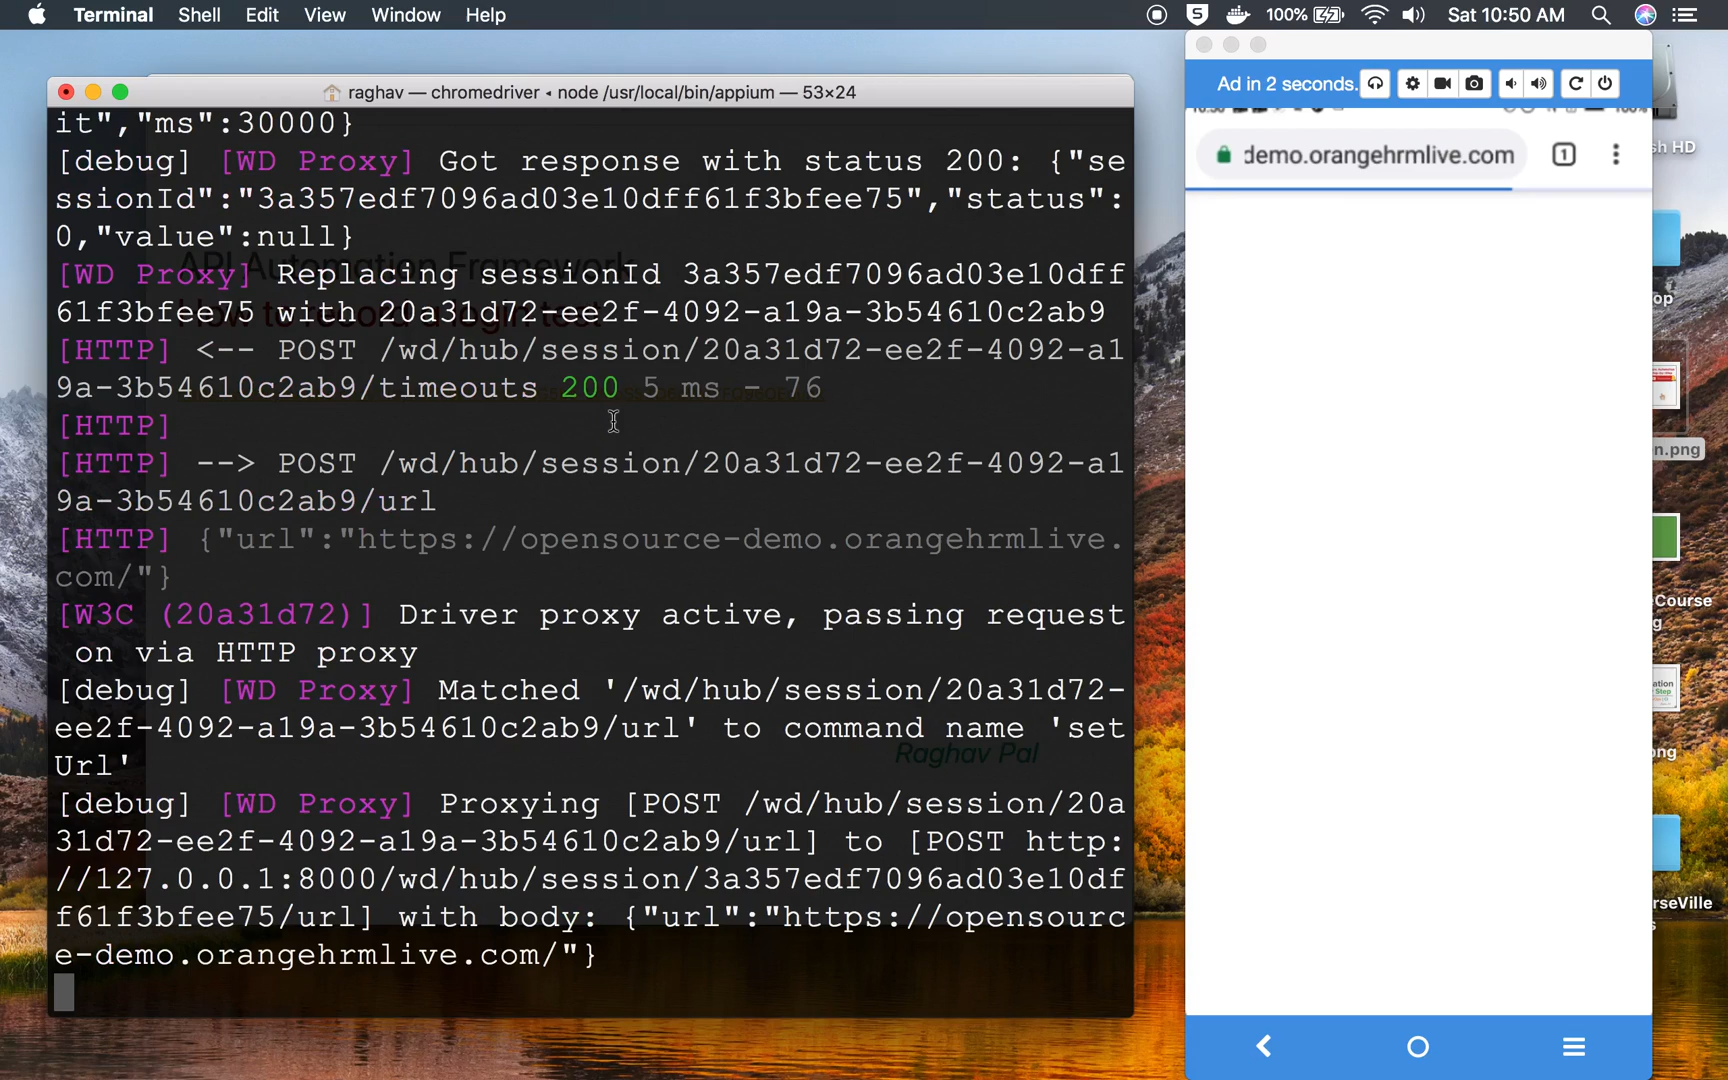 Terminal Shell Edit View Window Help
100% Sat 10:50 AM
raghav — chromedriver ◂ node /usr/local/bin/appium — 53×24
it","ms":30000}
[debug] [WD Proxy] Got response with status 200: {"se
ssionId":"3a357edf7096ad03e10dff61f3bfee75","status":
0,"value":null}
[WD Proxy] Replacing sessionId 3a357edf7096ad03e10dff
61f3bfee75 with 20a31d72-ee2f-4092-a19a-3b54610c2ab9
[HTTP] <-- POST /wd/hub/session/20a31d72-ee2f-4092-a1
9a-3b54610c2ab9/timeouts 200 5 ms - 76
[HTTP]
[HTTP] --> POST /wd/hub/session/20a31d72-ee2f-4092-a1
9a-3b54610c2ab9/url
[HTTP] {"url":"https://opensource-demo.orangehrmlive.
com/"}
[W3C (20a31d72)] Driver proxy active, passing request
on via HTTP proxy
[debug] [WD Proxy] Matched '/wd/hub/session/20a31d72-
ee2f-4092-a19a-3b54610c2ab9/url' to command name 'set
Url'
[debug] [WD Proxy] Proxying [POST /wd/hub/session/20a
31d72-ee2f-4092-a19a-3b54610c2ab9/url] to [POST http:
//127.0.0.1:8000/wd/hub/session/3a357edf7096ad03e10df
f61f3bfee75/url] with body: {"url":"https://opensourc
e-demo.orangehrmlive.com/"}
API Automation Framework
How to record a login test
Raghav Pal
Ad in 2 seconds.
demo.orangehrmlive.com
1
sh HD
op
n.png
Course
g
ation
Step
ng
rseVille
s